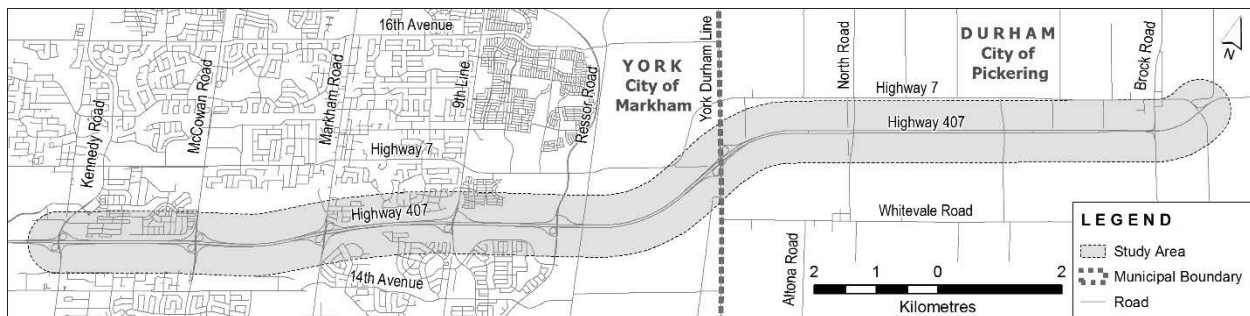 16th Avenue
Kennedy Road
McCowan Road
Markham Road
9th Line
Ressor Road
Highway 7
Highway 407
14th Avenue
YORK
City of
Markham
York Durham Line
North Road
DURHAM
City of
Pickering
Brock Road
Highway 7
Highway 407
Whitevale Road
Altona Road
N
2 1 0 2
Kilometres
LEGEND
Study Area
Municipal Boundary
Road